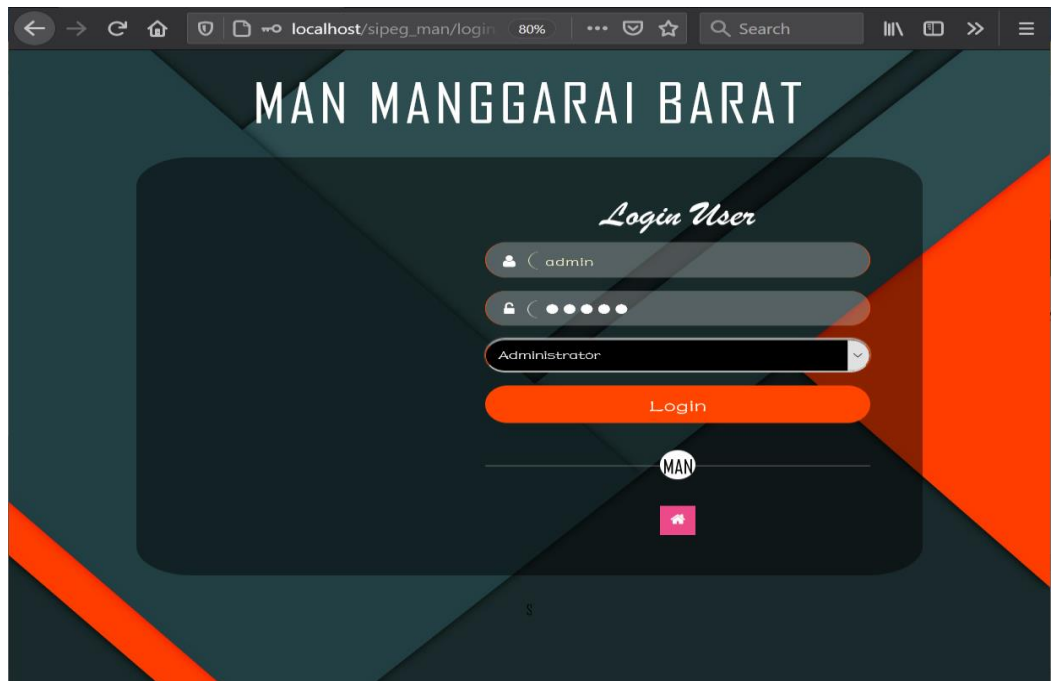 localhost/sipeg_man/login 80% Search
MAN MANGGARAI BARAT
Login User
admin
Administrator
Login
MAN
S